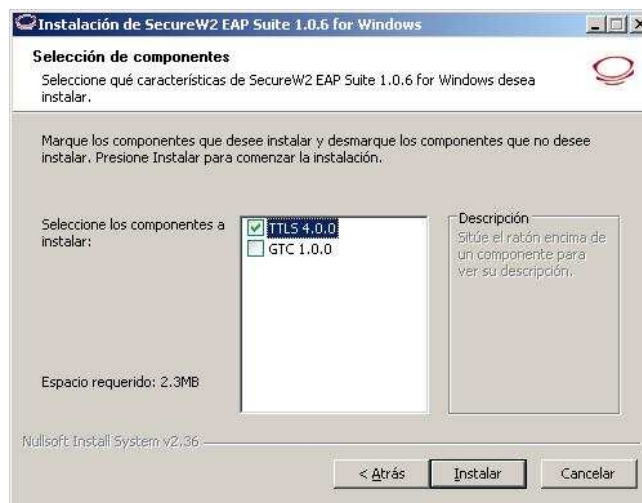 Instalación de SecureW2 EAP Suite 1.0.6 for Windows
Selección de componentes
Seleccione qué características de SecureW2 EAP Suite 1.0.6 for Windows desea
instalar.
Marque los componentes que desee instalar y desmarque los componentes que no desee
instalar. Presione Instalar para comenzar la instalación.
Seleccione los componentes a
instalar:
TTLS 4.0.0
GTC 1.0.0
Descripción
Sitúe el ratón encima de
un componente para
ver su descripción.
Espacio requerido: 2.3MB
Nullsoft Install System v2.36
< Atrás
Instalar
Cancelar